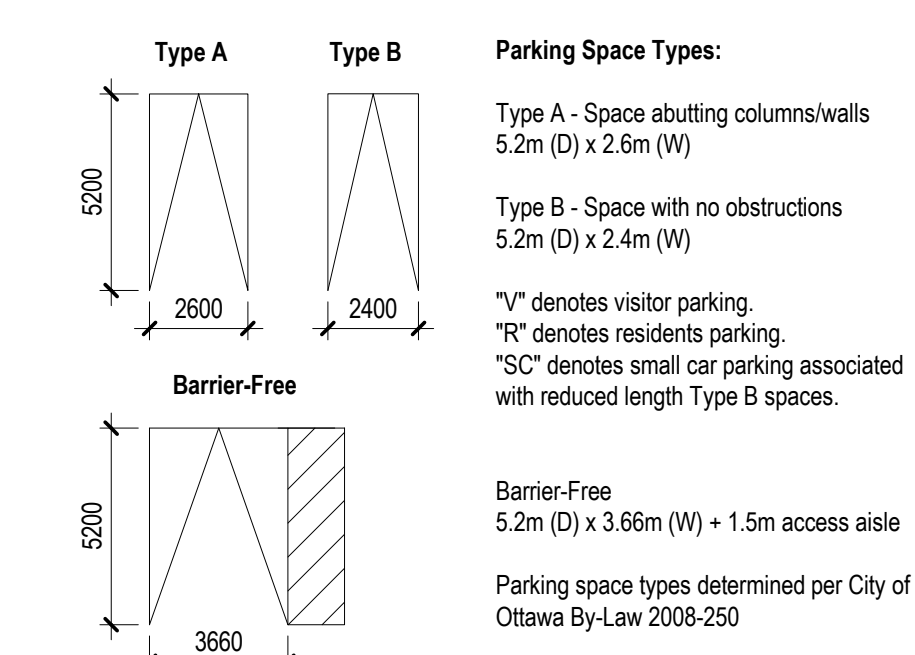 Type A
Type B
5200
2600
2400
Barrier-Free
5200
3660
Parking Space Types:
Type A - Space abutting columns/walls
5.2m (D) x 2.6m (W)
Type B - Space with no obstructions
5.2m (D) x 2.4m (W)
"V" denotes visitor parking.
"R" denotes residents parking.
"SC" denotes small car parking associated
with reduced length Type B spaces.
Barrier-Free
5.2m (D) x 3.66m (W) + 1.5m access aisle
Parking space types determined per City of
Ottawa By-Law 2008-250